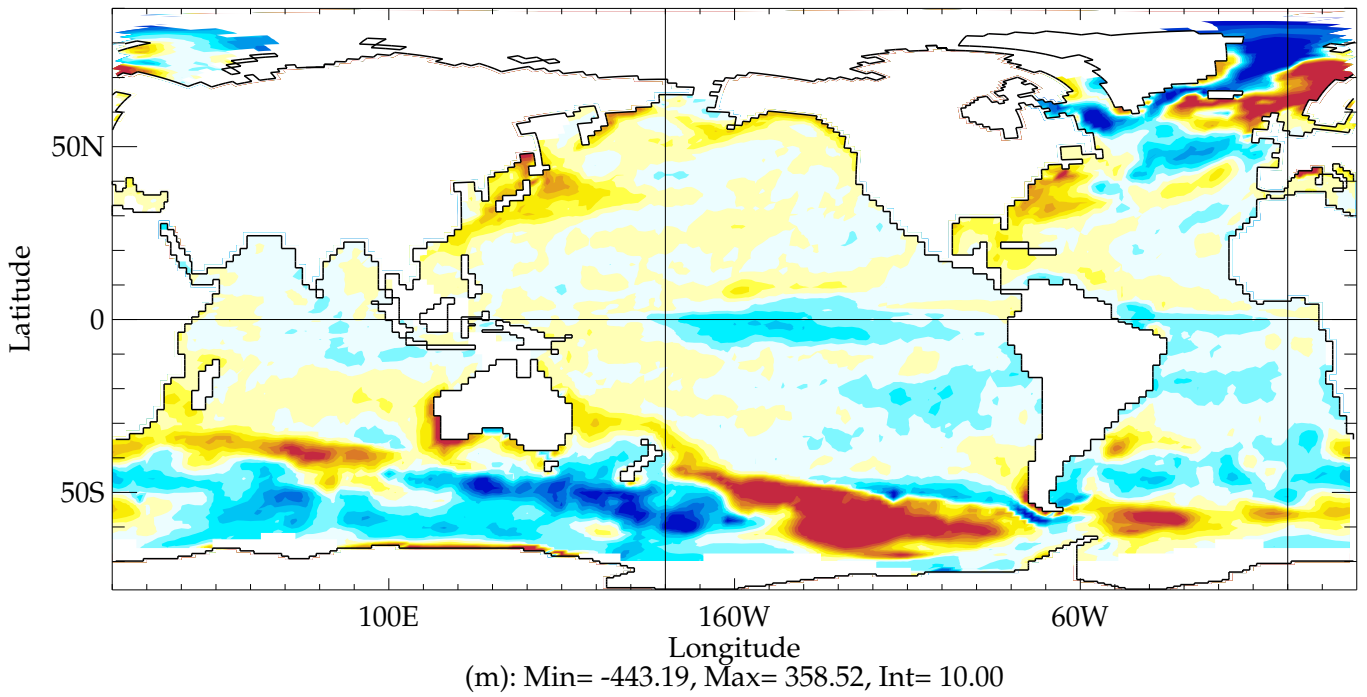 Latitude
50N
0
50S
100E
160W
60W
Longitude
(m): Min= -443.19, Max= 358.52, Int= 10.00